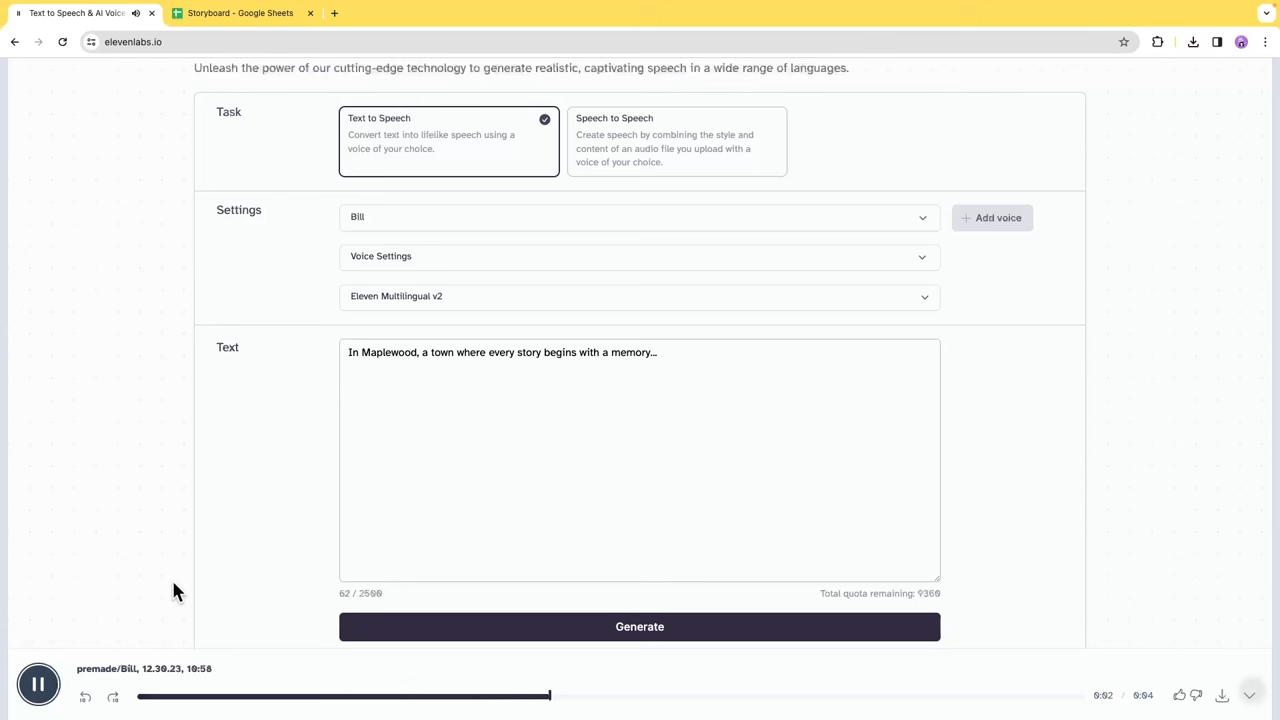 Text to Speech & AI Voice
Storyboard - Google Sheets
elevenlabs.io
Unleash the power of our cutting-edge technology to generate realistic, captivating speech in a wide range of languages.
Task
Text to Speech
Convert text into lifelike speech using a
voice of your choice.
Speech to Speech
Create speech by combining the style and
content of an audio file you upload with a
voice of your choice.
Settings
Bill
Add voice
Voice Settings
Eleven Multilingual v2
Text
In Maplewood, a town where every story begins with a memory...
62 / 2500
Total quota remaining: 9360
Generate
premade/Bill, 12.30.23, 10:58
10
10
0:02 / 0:04